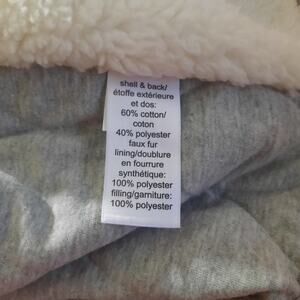 shell & back/
étoffe extérieure
et dos:
60% cotton/
coton
40% polyester
faux fur
lining/doublure
en fourrure
synthétique:
100% polyester
filling/garniture:
100% polyester